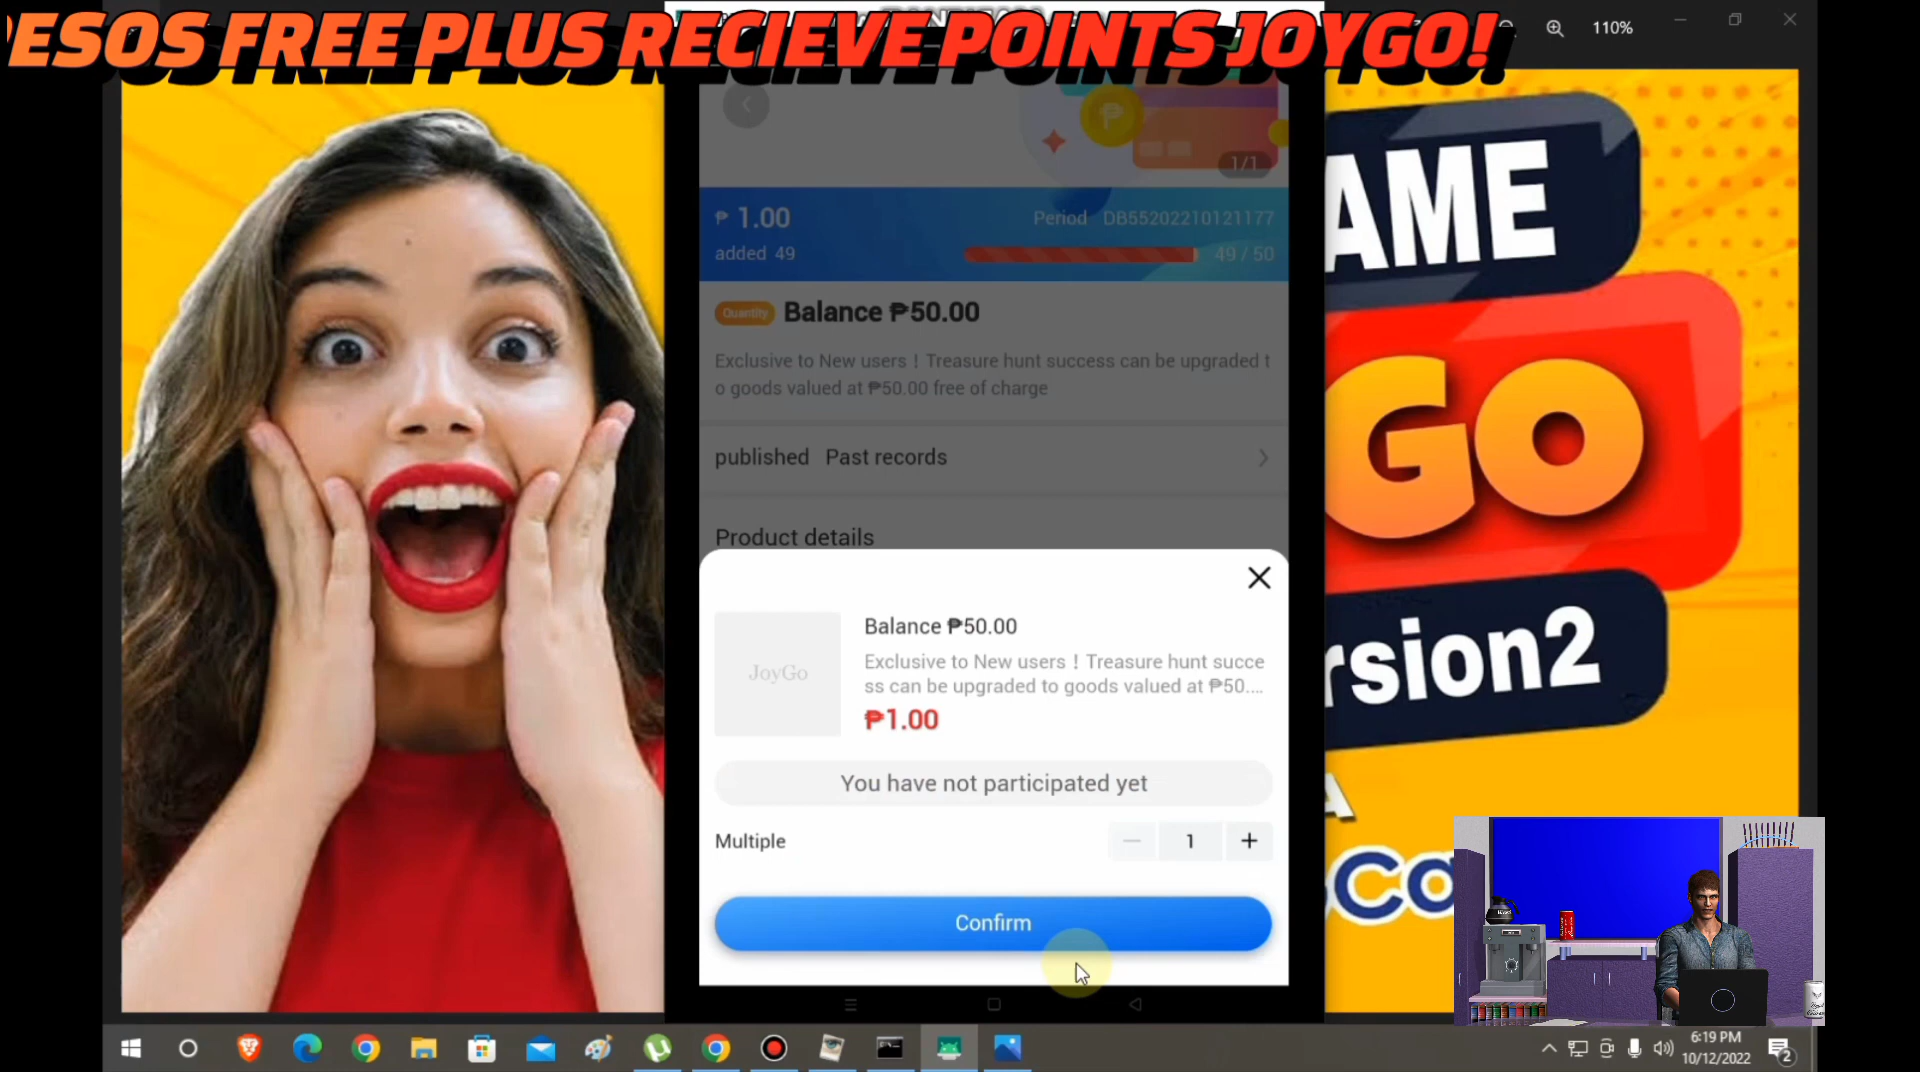 PESOS FREE PLUS RECIEVE POINTS JOYGO!
110%
1/1
₱ 1.00
Period DB55202210121177
added 49
49 / 50
Quantity Balance ₱50.00
Exclusive to New users ! Treasure hunt success can be upgraded t
o goods valued at ₱50.00 free of charge
published Past records
Product details
Balance ₱50.00
JoyGo
Exclusive to New users ! Treasure hunt succe
ss can be upgraded to goods valued at ₱50....
₱1.00
You have not participated yet
Multiple
1
Confirm
AME
GO
rsion2
A
GCa
6:19 PM
10/12/2022
2